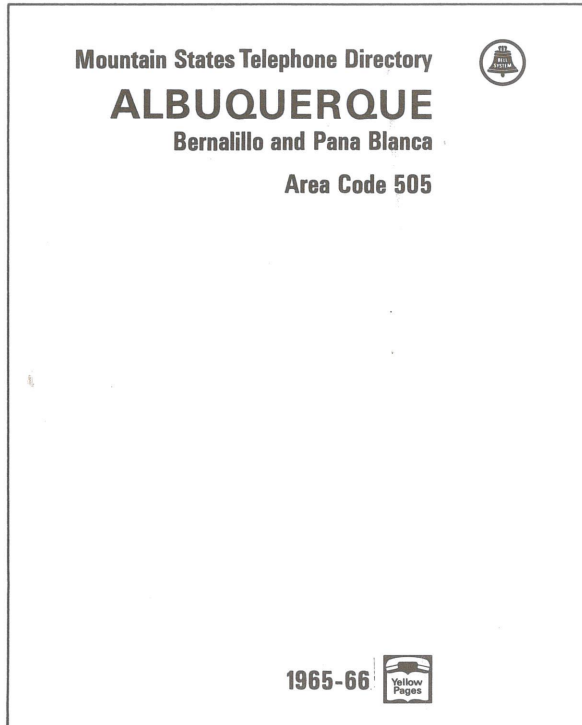 Mountain States Telephone Directory
BELL
SYSTEM
ALBUQUERQUE
Bernalillo and Pana Blanca
Area Code 505
1965-66
Yellow
Pages